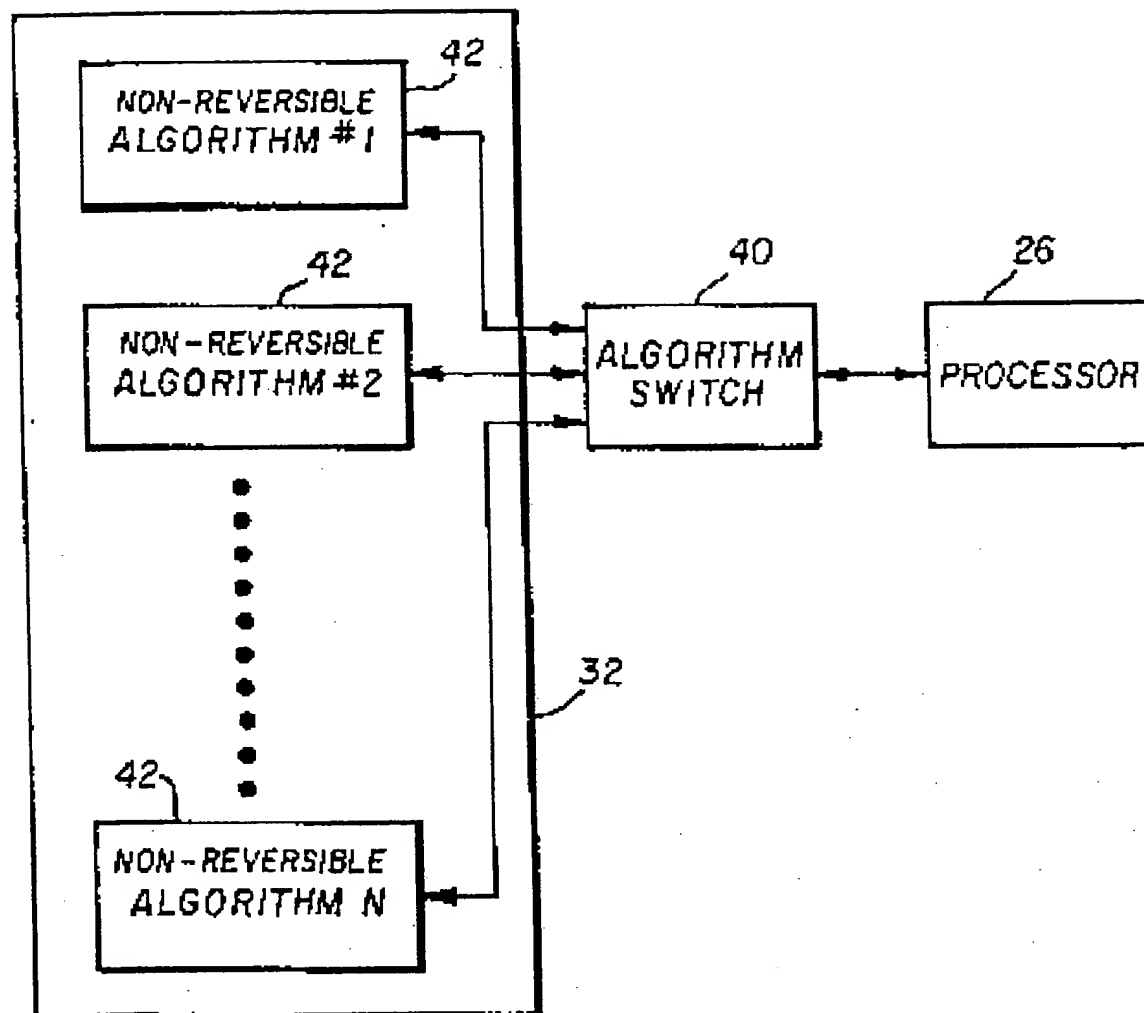 42
NON-REVERSIBLE
ALGORITHM #1
42
NON-REVERSIBLE
ALGORITHM #2
40
ALGORITHM
SWITCH
26
PROCESSOR
32
42
NON-REVERSIBLE
ALGORITHM N